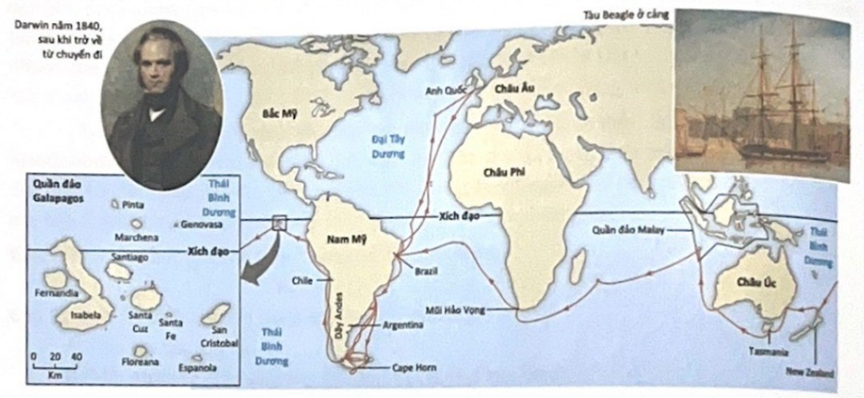 Darwin năm 1840,
sau khi trở về
từ chuyến đi
Tàu Beagle ở cảng
Anh Quốc
Châu Âu
Bắc Mỹ
Đại Tây
Dương
Châu Phi
Quần đảo
Galapagos
Thái
Bình
Dương
Pinta
Genovasa
Marchena
Xích đạo
Santiago
Fernandia
Isabela
Santa
Cuz
Santa
Fe
San
Cristobal
Floreana
Espanola
0 20 40
Km
Xích đạo
Nam Mỹ
Quần đảo Malay
Thái
Bình
Dương
Chile
Brazil
Châu Úc
Dãy Andes
Mũi Hảo Vọng
Argentina
Thái
Bình
Dương
Cape Horn
Tasmania
New Zealand